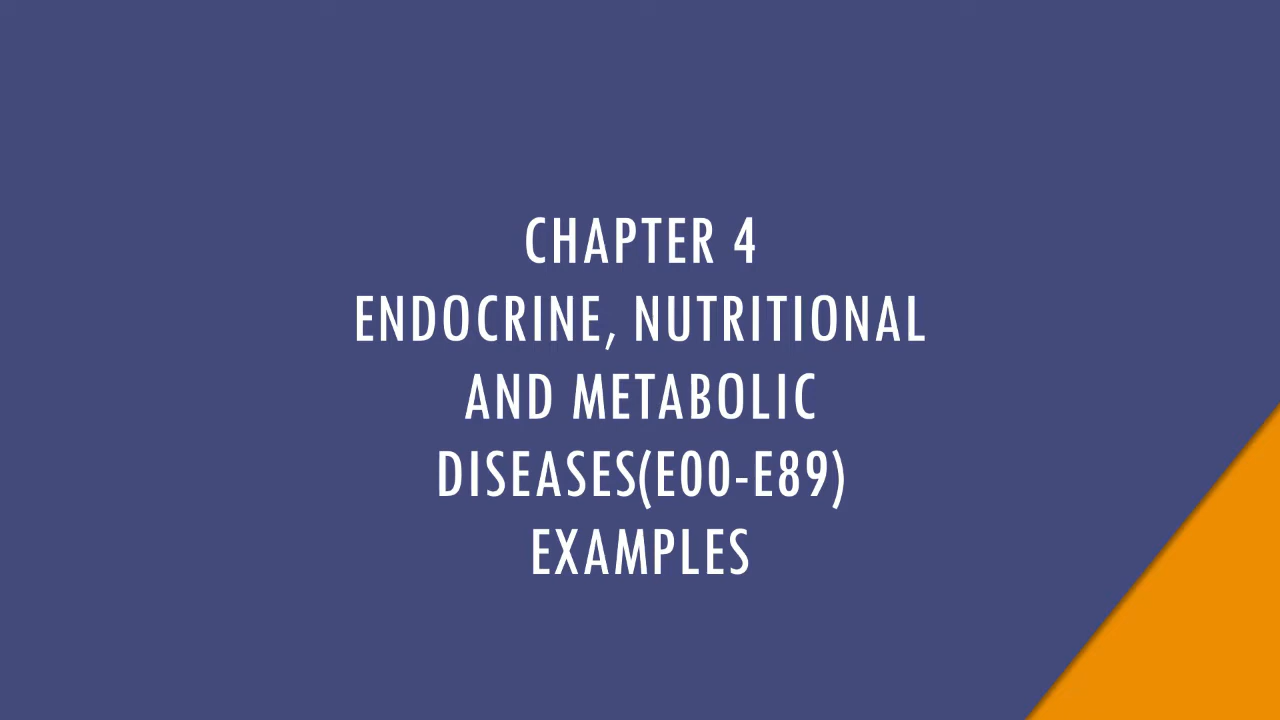 CHAPTER 4
ENDOCRINE, NUTRITIONAL
AND METABOLIC
DISEASES(E00-E89)
EXAMPLES